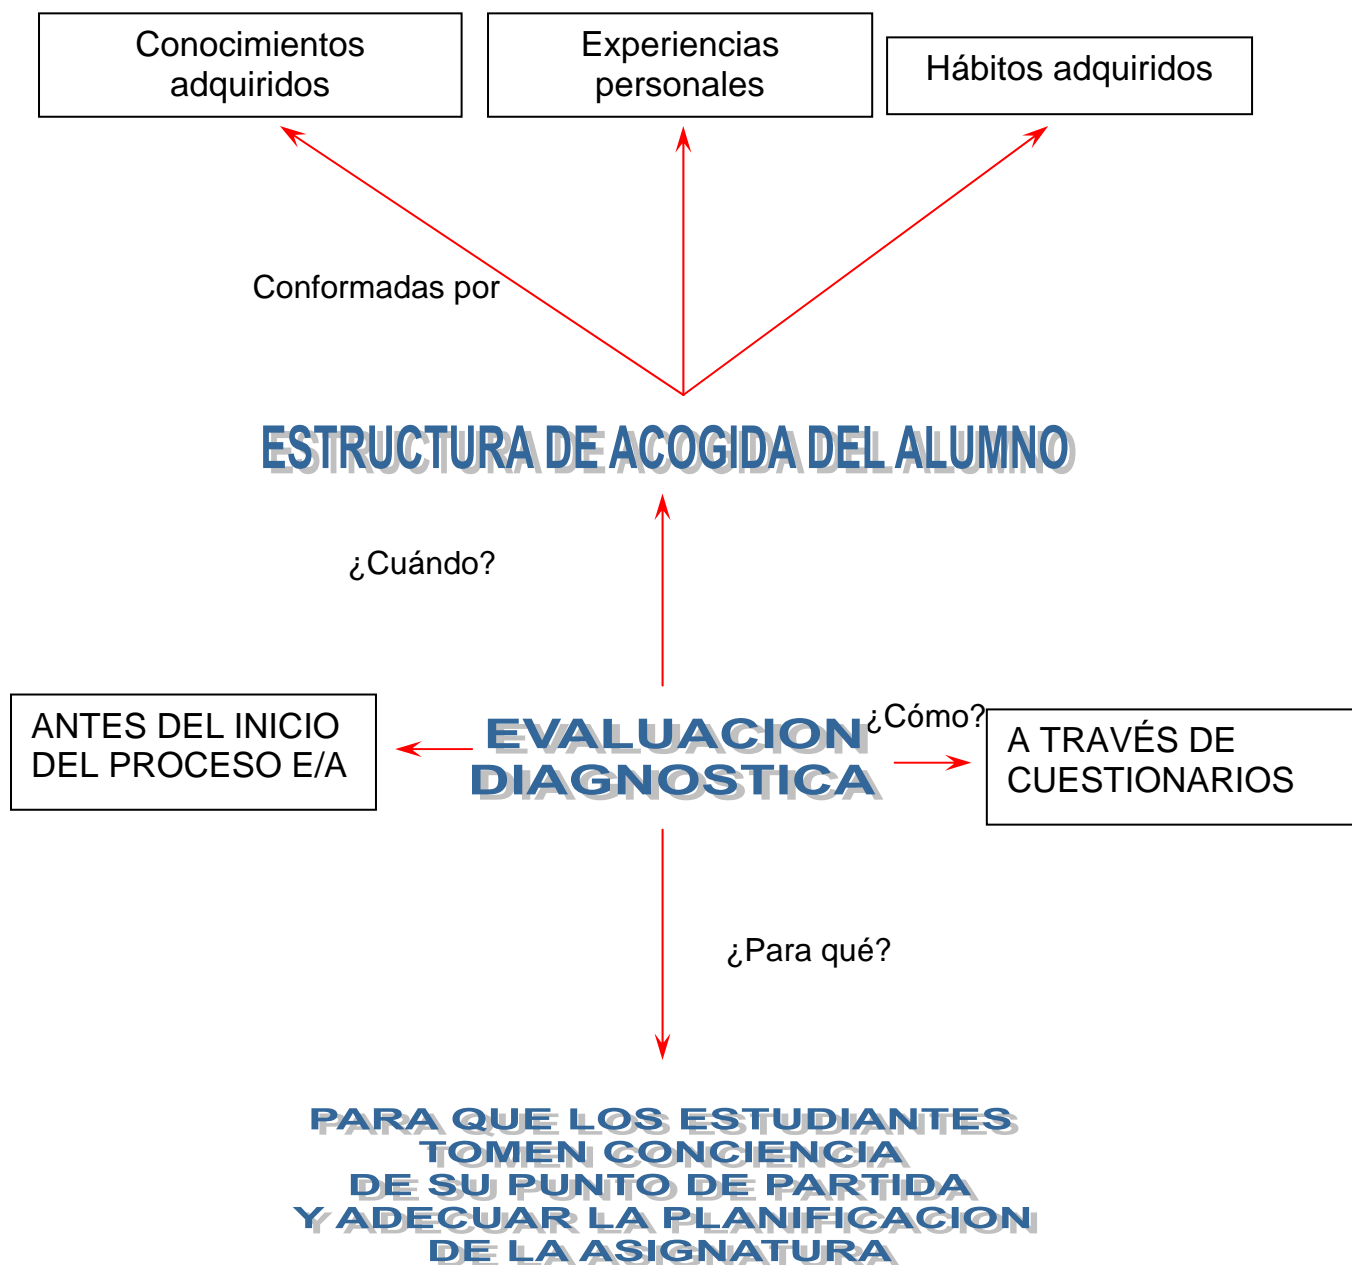 Conocimientos
adquiridos
Experiencias
personales
Hábitos adquiridos
Conformadas por
ESTRUCTURA DE ACOGIDA DEL ALUMNO
¿Cuándo?
ANTES DEL INICIO
DEL PROCESO E/A
EVALUACION
DIAGNOSTICA
¿Cómo?
A TRAVÉS DE
CUESTIONARIOS
¿Para qué?
PARA QUE LOS ESTUDIANTES
TOMEN CONCIENCIA
DE SU PUNTO DE PARTIDA
Y ADECUAR LA PLANIFICACION
DE LA ASIGNATURA